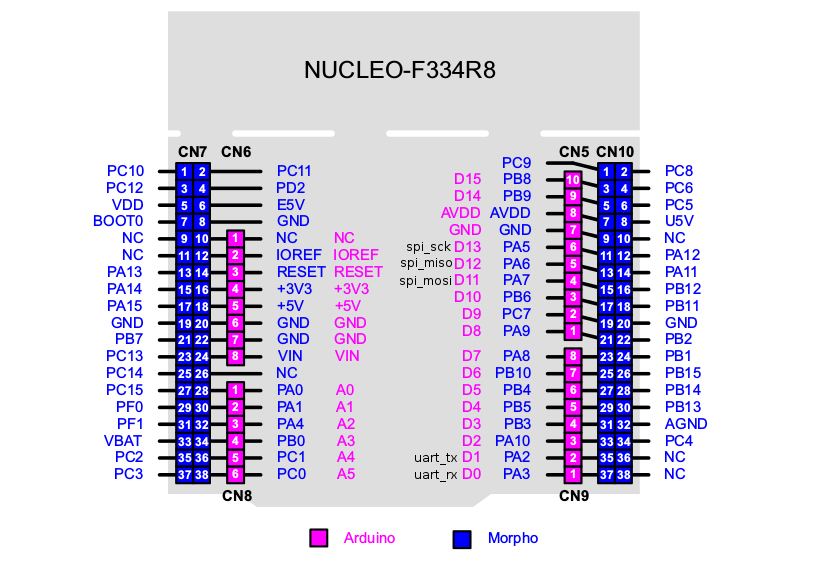 NUCLEO-F334R8
CN7 CN6 CN5 CN10
PC9
PC10 1 2 PC11 1 2 PC8
D15 PB8 10
PC12 3 4 PD2 3 4 PC6
D14 PB9 9
VDD 5 6 E5V 5 6 PC5
AVDD AVDD 8
BOOT0 7 8 GND 7 8 U5V
GND GND 7
NC 9 10 1 NC NC 9 10 NC
spi_sck D13 PA5 6
NC 11 12 2 IOREF IOREF 11 12 PA12
spi_miso D12 PA6 5
PA13 13 14 3 RESET RESET 13 14 PA11
spi_mosi D11 PA7 4
PA14 15 16 4 +3V3 +3V3 15 16 PB12
D10 PB6 3
PA15 17 18 5 +5V +5V 17 18 PB11
D9 PC7 2
GND 19 20 6 GND GND 19 20 GND
D8 PA9 1
PB7 21 22 7 GND GND 21 22 PB2
PC13 23 24 8 VIN VIN D7 PA8 8 23 24 PB1
PC14 25 26 NC D6 PB10 7 25 26 PB15
PC15 27 28 1 PA0 A0 D5 PB4 6 27 28 PB14
PF0 29 30 2 PA1 A1 D4 PB5 5 29 30 PB13
PF1 31 32 3 PA4 A2 D3 PB3 4 31 32 AGND
VBAT 33 34 4 PB0 A3 D2 PA10 3 33 34 PC4
PC2 35 36 5 PC1 A4 uart_tx D1 PA2 2 35 36 NC
PC3 37 38 6 PC0 A5 uart_rx D0 PA3 1 37 38 NC
CN8 CN9
Arduino Morpho